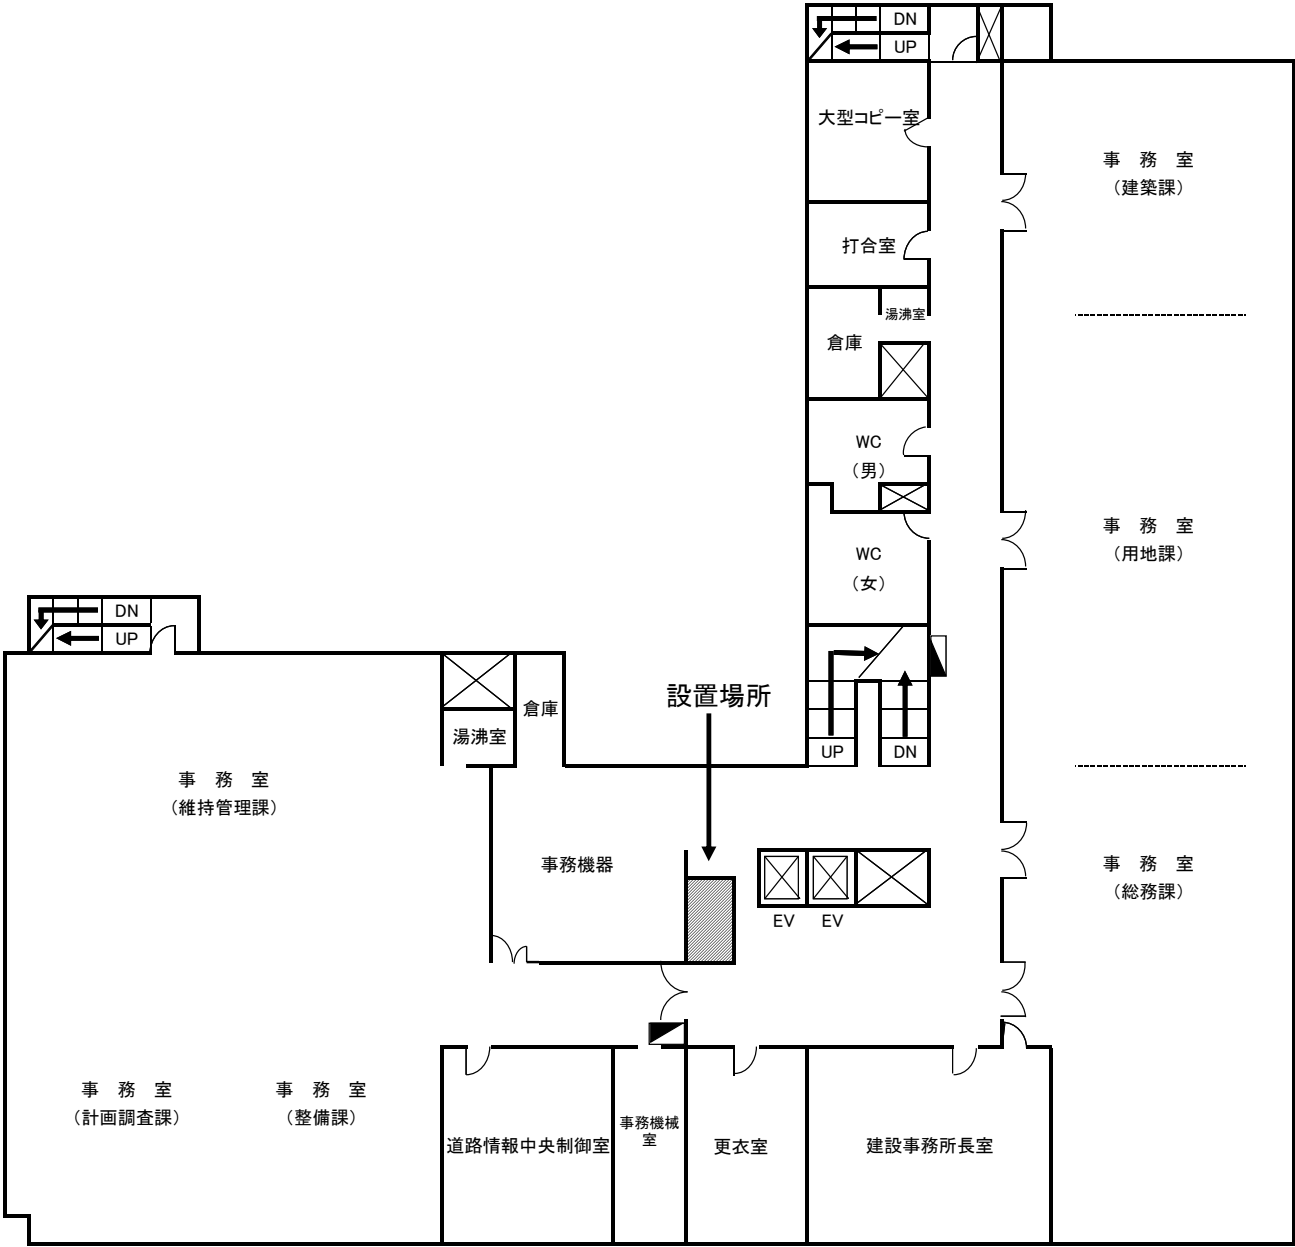 DN
UP
大型コピー室
事　務　室
（建築課）
打合室
湯沸室
倉庫
WC
（男）
事　務　室
（用地課）
WC
（女）
DN
UP
設置場所
倉庫
湯沸室
UP
DN
事　務　室
（維持管理課）
事務機器
事　務　室
（総務課）
EV
EV
事　務　室
（計画調査課）
事　務　室
（整備課）
道路情報中央制御室
事務機械
室
更衣室
建設事務所長室